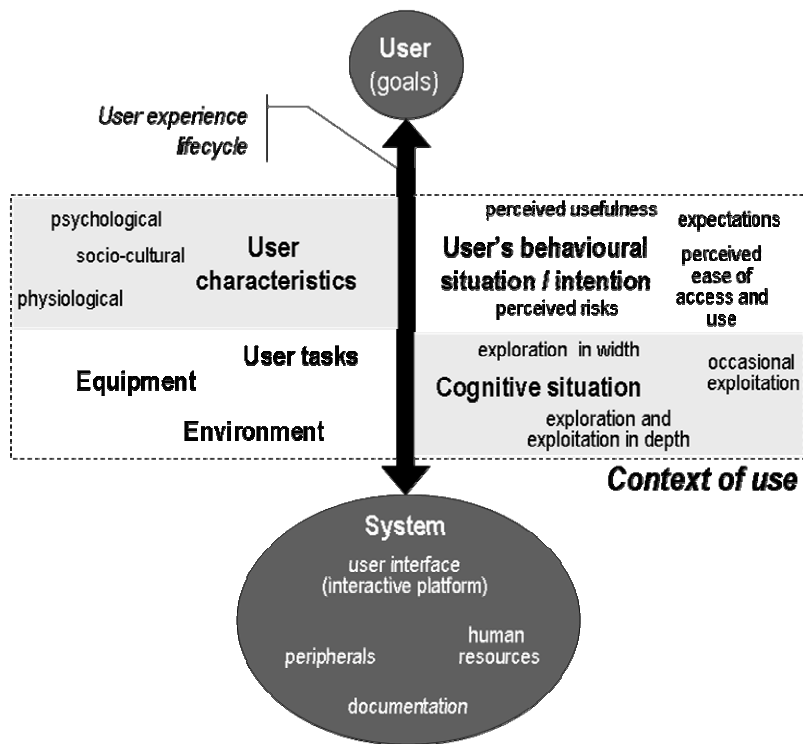 User
(goals)
User experience
lifecycle
psychological
socio-cultural
physiological
User
characteristics
User tasks
Equipment
Environment
perceived usefulness
expectations
User's behavioural
situation / intention
perceived risks
perceived
ease of
access and
use
exploration in width
occasional
exploitation
Cognitive situation
exploration and
exploitation in depth
Context of use
System
user interface
(interactive platform)
peripherals
human
resources
documentation